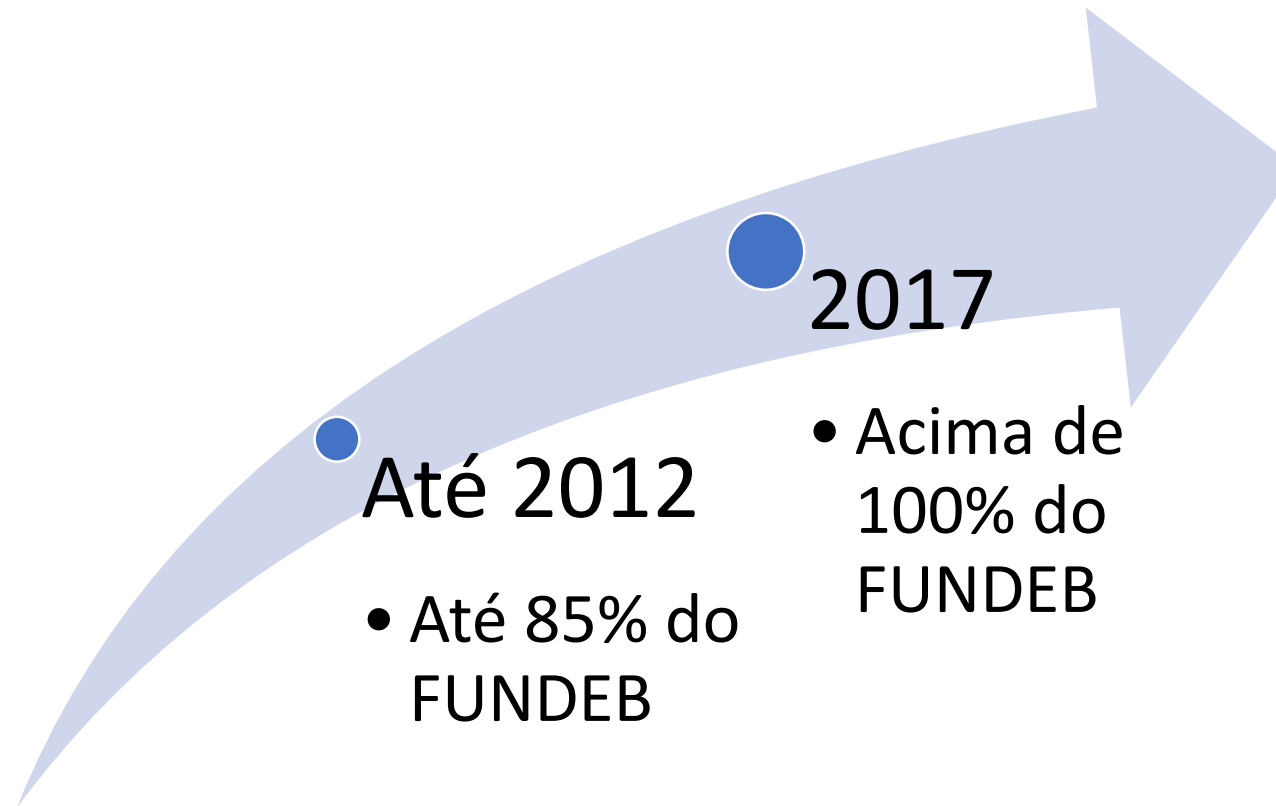 Até 2012
• Até 85% do
FUNDEB
2017
• Acima de
100% do
FUNDEB